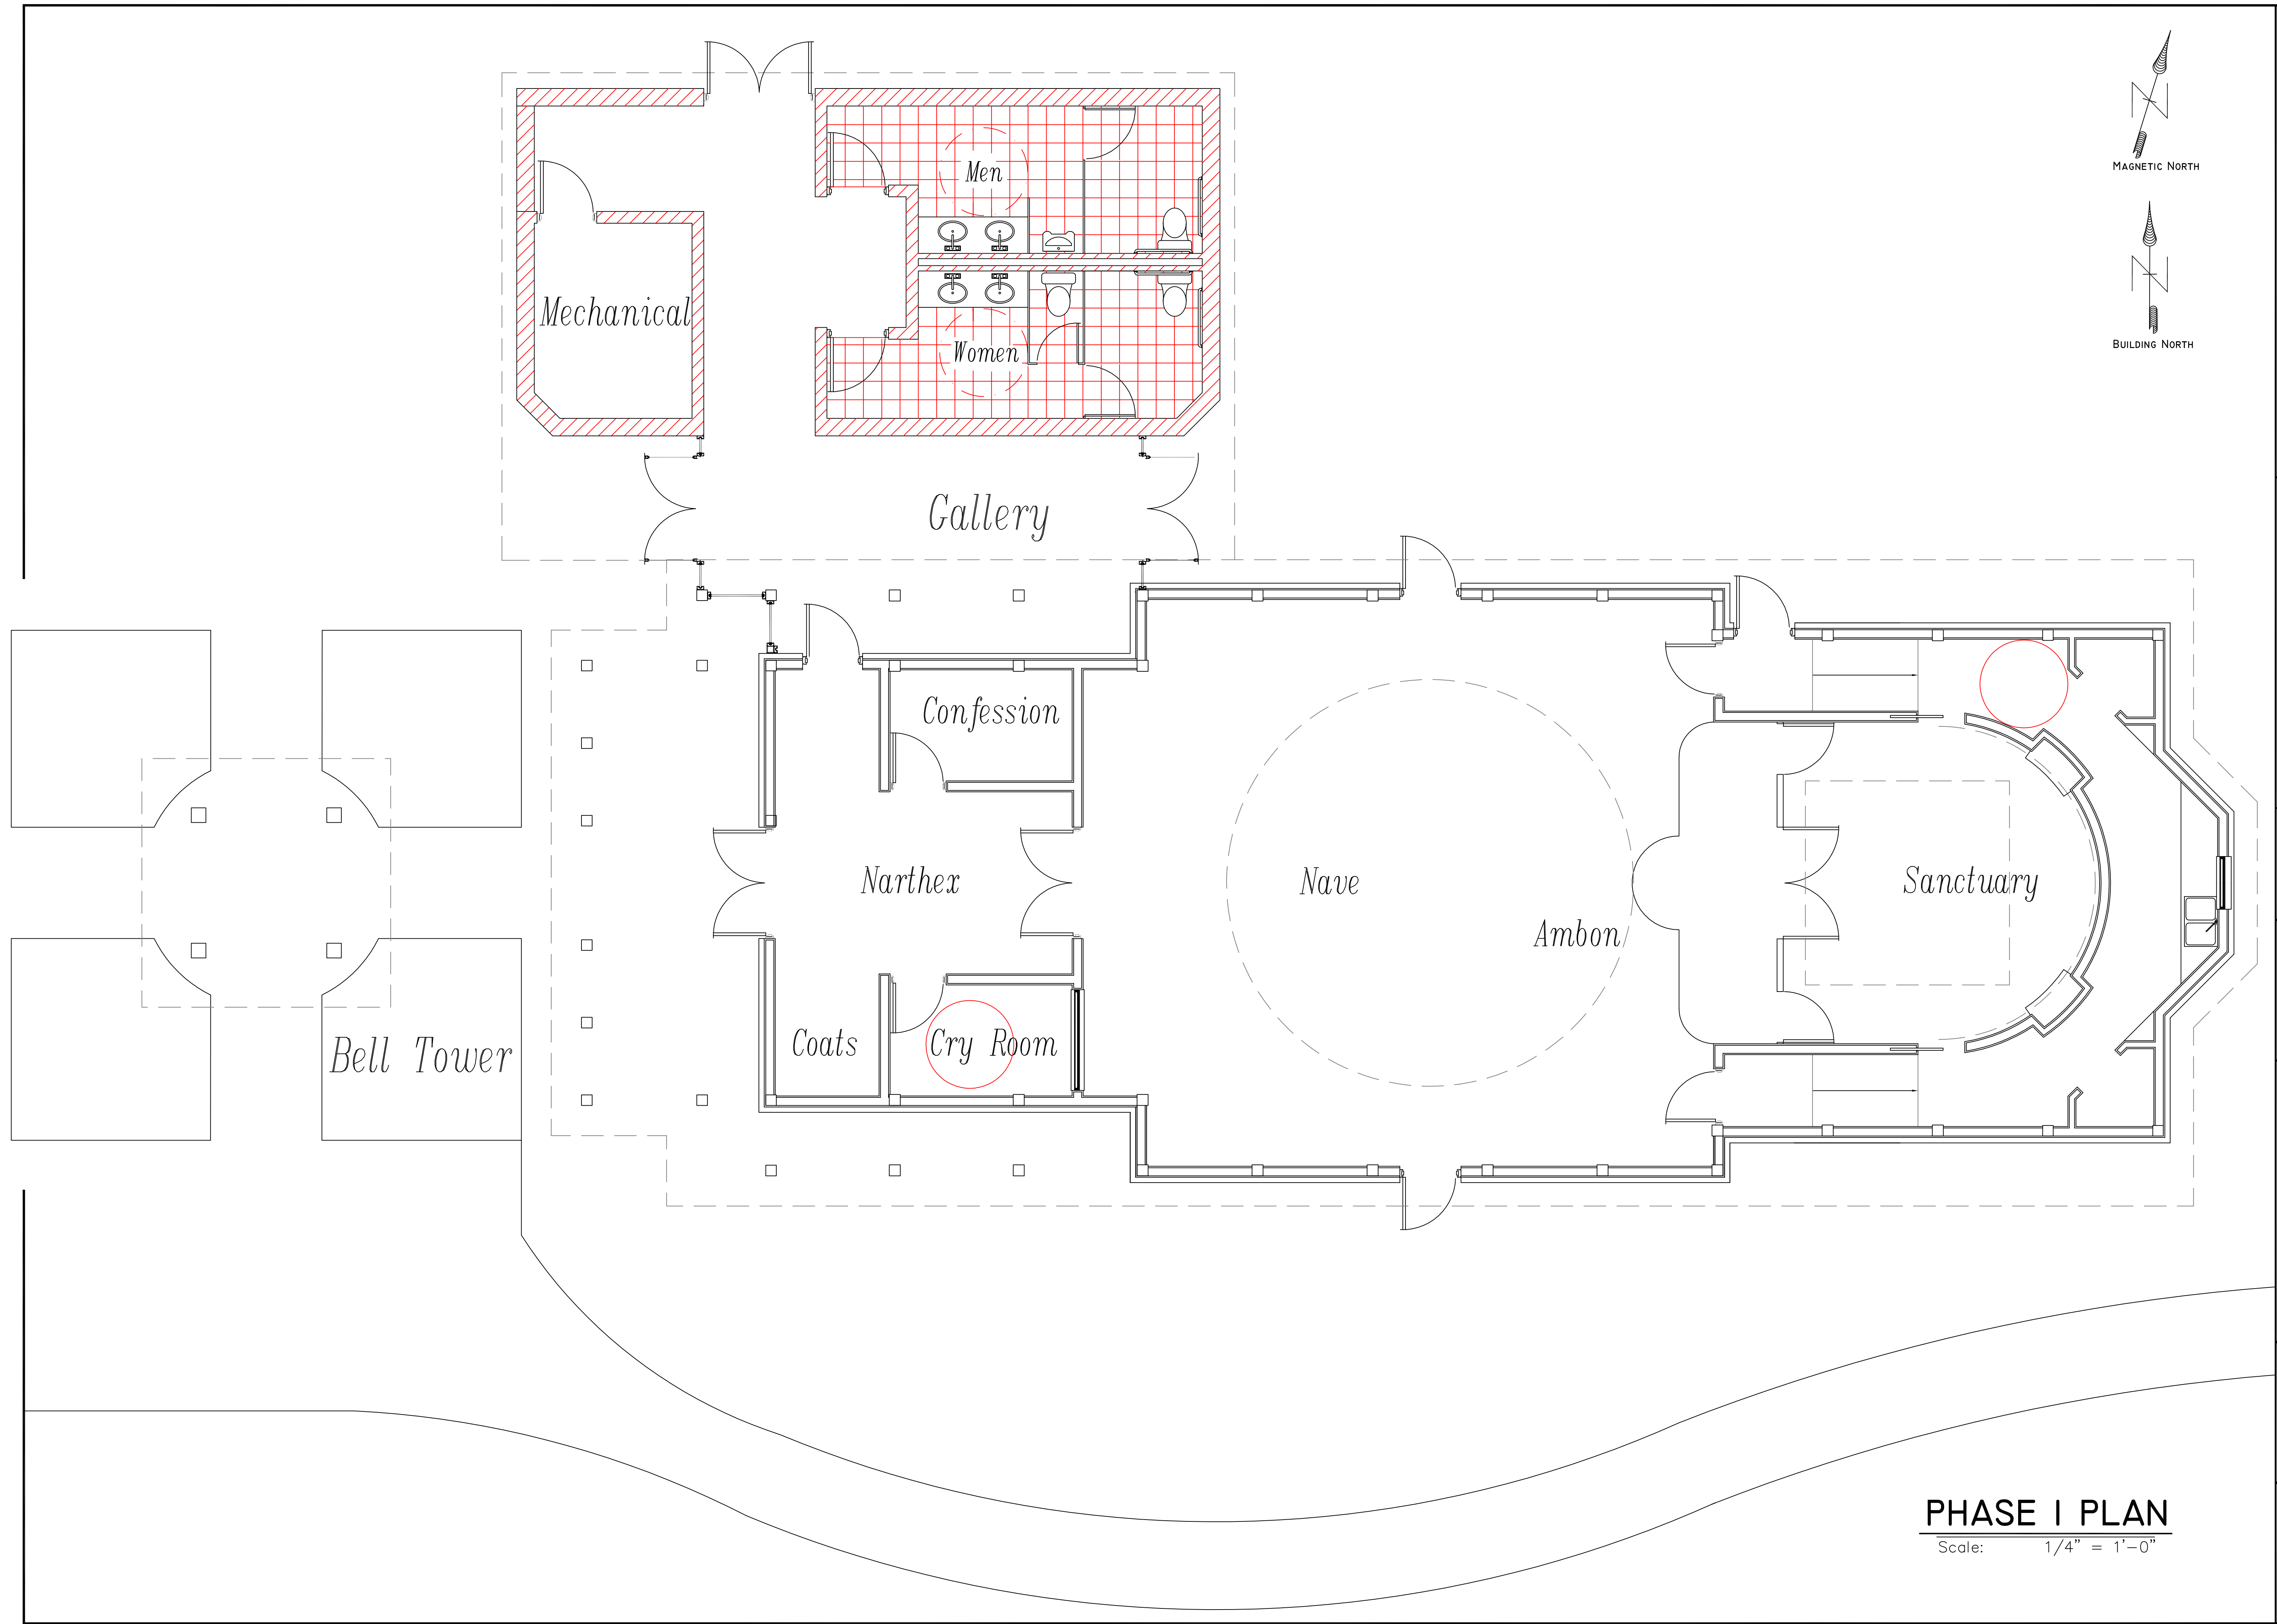 Men
MAGNETIC NORTH
Mechanical
BUILDING NORTH
Women
Gallery
Confession
Narthex
Nave
Sanctuary
Ambon
Coats
Cry Room
Bell Tower
PHASE I PLAN
Scale: 1/4" = 1'-0"